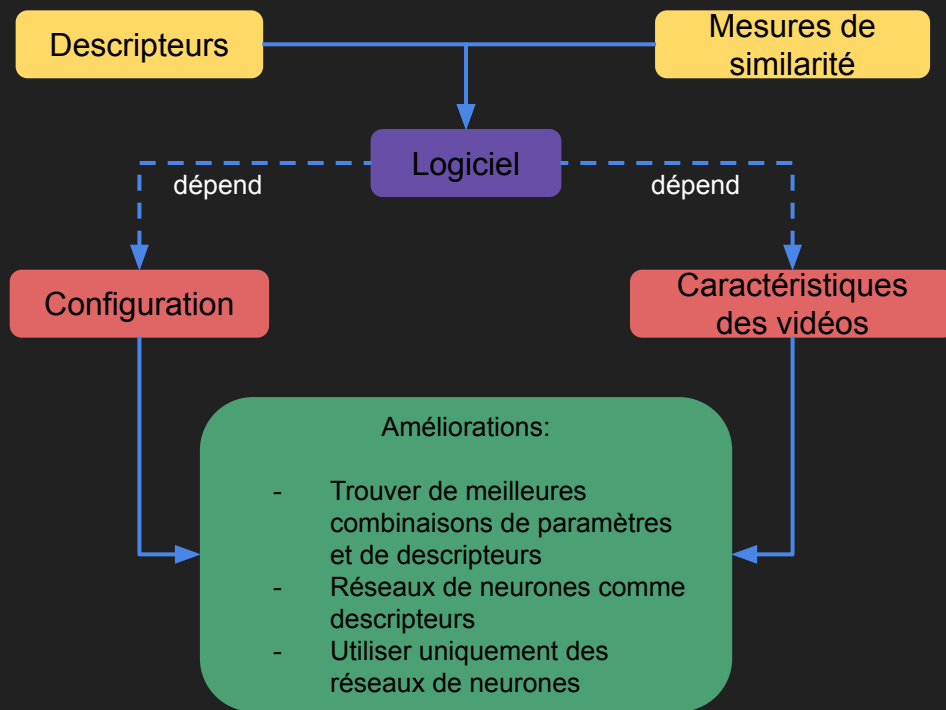 Descripteurs
Mesures de
similarité
Logiciel
dépend
dépend
Configuration
Caractéristiques
des vidéos
Améliorations:
- Trouver de meilleures
combinaisons de paramètres
et de descripteurs
- Réseaux de neurones comme
descripteurs
- Utiliser uniquement des
réseaux de neurones